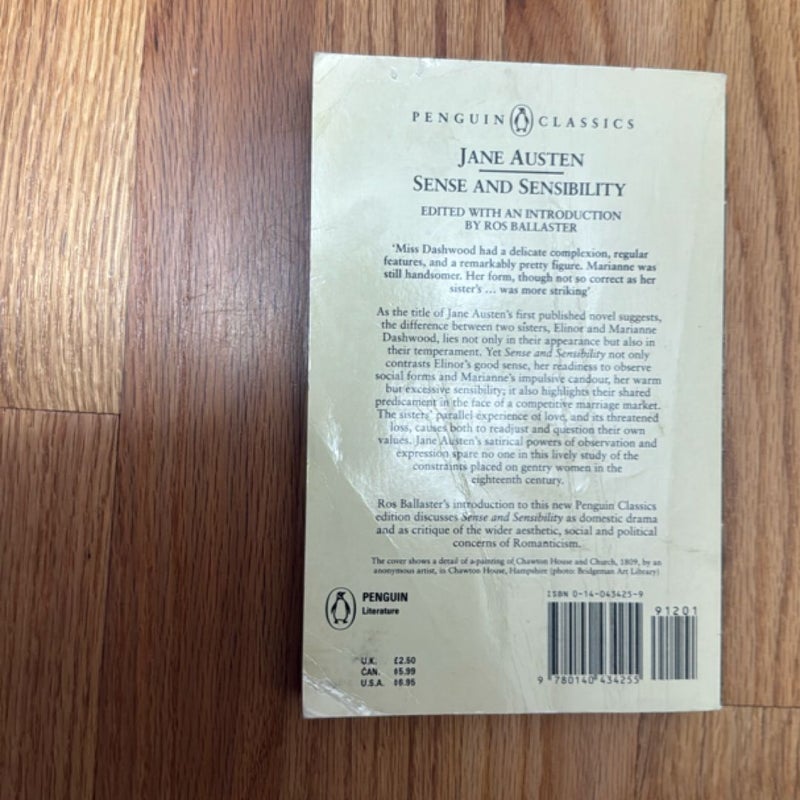 PENGUIN CLASSICS
JANE AUSTEN
SENSE AND SENSIBILITY
EDITED WITH AN INTRODUCTION
BY ROS BALLASTER
'Miss Dashwood had a delicate complexion, regular
features, and a remarkably pretty figure. Marianne was
still handsomer. Her form, though not so correct as her
sister's ... was more striking'
As the title of Jane Austen's first published novel suggests,
the difference between two sisters, Elinor and Marianne
Dashwood, lies not only in their appearance but also in
their temperament. Yet Sense and Sensibility not only
contrasts Elinor's good sense, her readiness to observe
social forms and Marianne's impulsive candour, her warm
but excessive sensibility; it also highlights their shared
predicament in the face of a competitive marriage market.
The sisters' parallel experience of love, and its threatened
loss, causes both to readjust and question their own
values. Jane Austen's satirical powers of observation and
expression spare no one in this lively study of the
constraints placed on gentry women in the
eighteenth century.
Ros Ballaster's introduction to this new Penguin Classics
edition discusses Sense and Sensibility as domestic drama
and as critique of the wider aesthetic, social and political
concerns of Romanticism.
The cover shows a detail of a painting of Chawton House and Church, 1809, by an
anonymous artist, in Chawton House, Hampshire (photo: Bridgeman Art Library)
PENGUIN
Literature
U.K. £2.50
CAN. $5.99
U.S.A. $6.95
ISBN 0-14-043425-9
91201
9 780140 434255